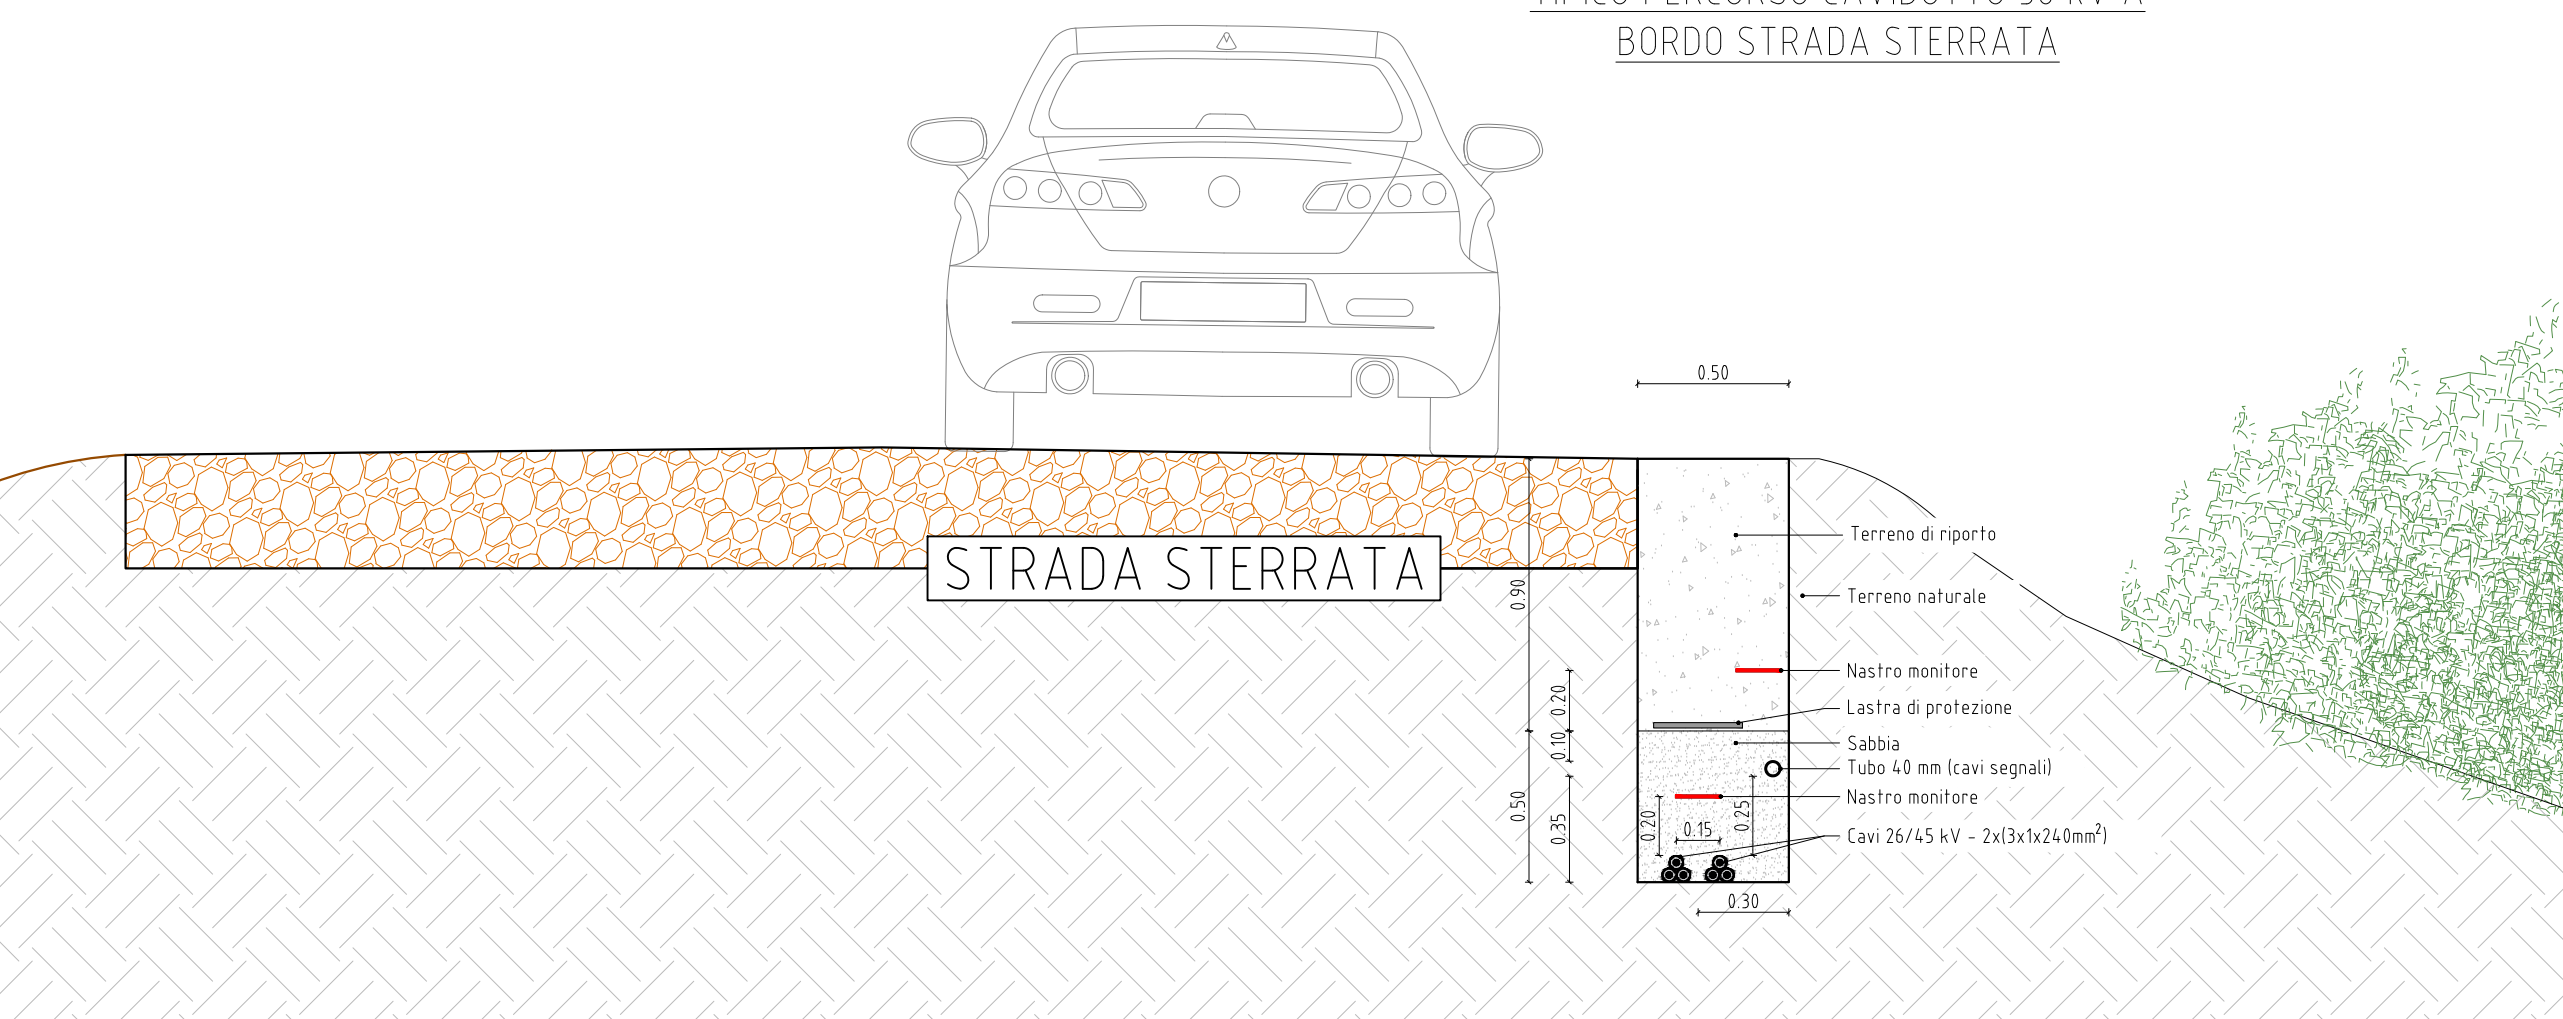 BORDO STRADA STERRATA
0.50
STRADA STERRATA
Terreno di riporto
0.90
Terreno naturale
Nastro monitore
0.20
Lastra di protezione
0.10
Sabbia
Tubo 40 mm (cavi segnali)
Nastro monitore
0.50
0.35
0.20
0.15
0.25
Cavi 26/45 kV - 2x(3x1x240mm²)
0.30